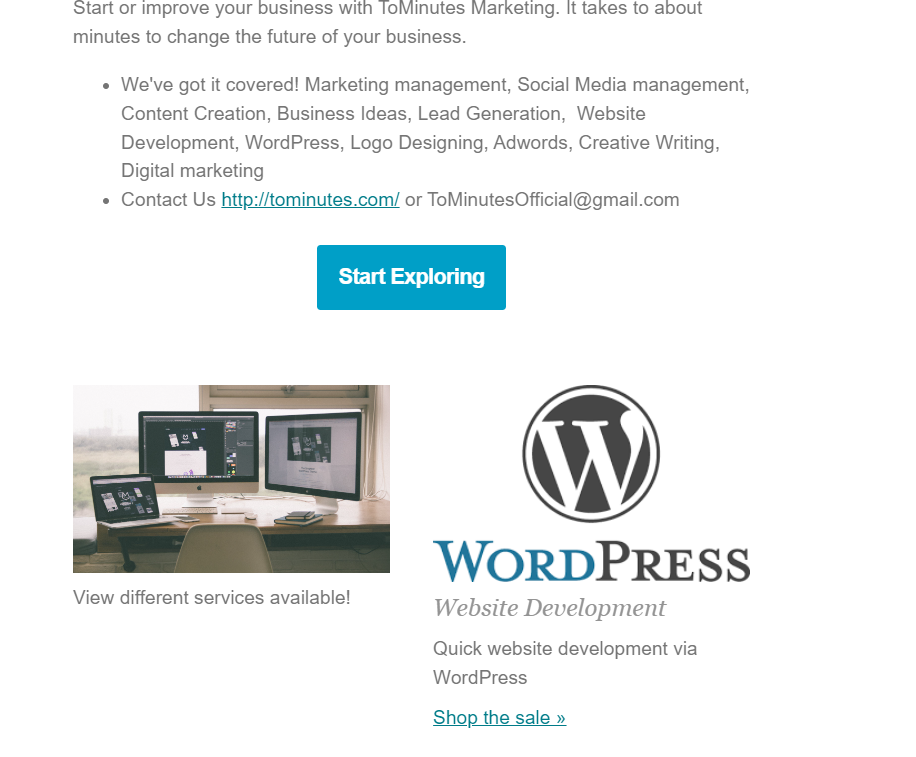 Start or improve your business with ToMinutes Marketing. It takes to about
minutes to change the future of your business.
• We've got it covered! Marketing management, Social Media management,
Content Creation, Business Ideas, Lead Generation,  Website
Development, WordPress, Logo Designing, Adwords, Creative Writing,
Digital marketing
• Contact Us http://tominutes.com/ or ToMinutesOfficial@gmail.com
Start Exploring
View different services available!
W
WORDPRESS
Website Development
Quick website development via
WordPress
Shop the sale »